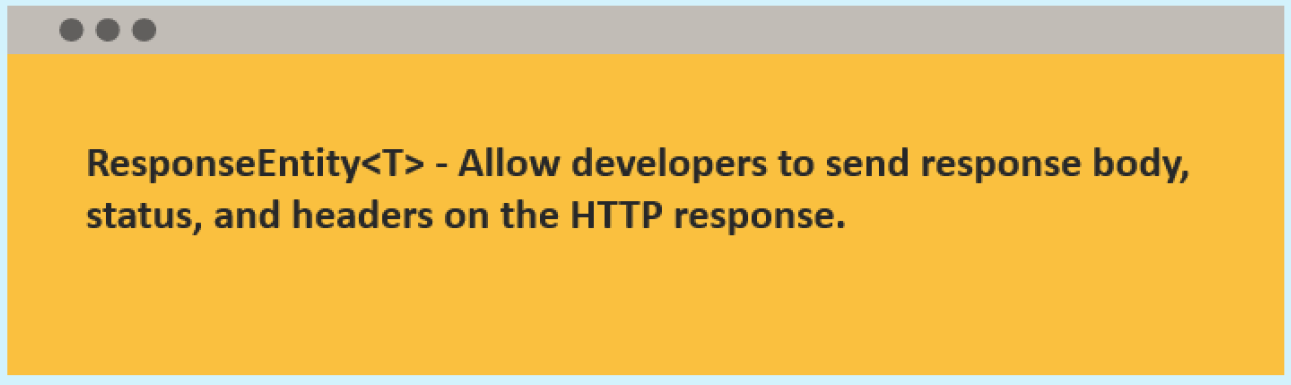 ResponseEntity<T> - Allow developers to send response body,
status, and headers on the HTTP response.